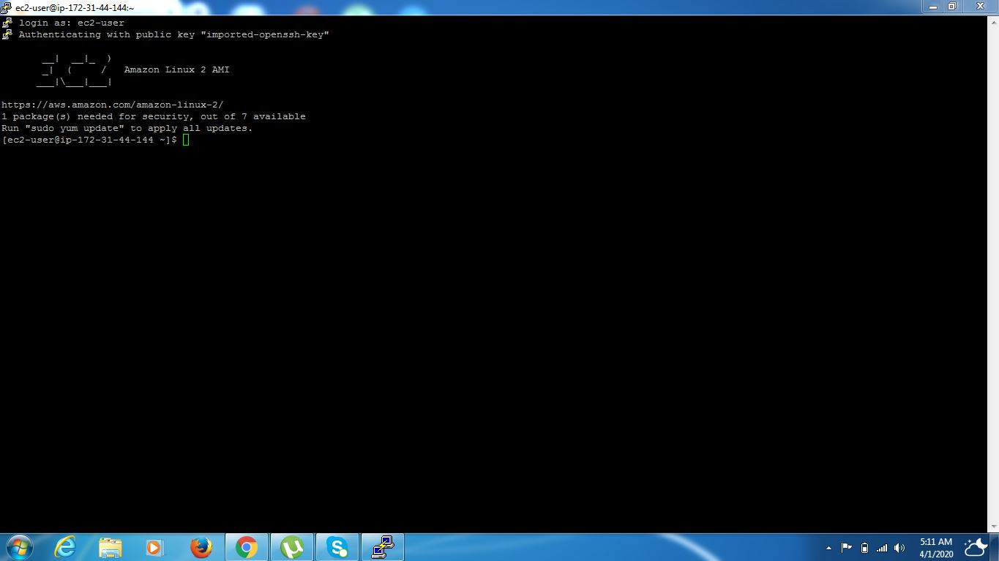 ec2-user@ip-172-31-44-144:~
login as: ec2-user
Authenticating with public key "imported-openssh-key"
       __|  __|_  )
       _|  (     /   Amazon Linux 2 AMI
      ___|\___|___|
https://aws.amazon.com/amazon-linux-2/
1 package(s) needed for security, out of 7 available
Run "sudo yum update" to apply all updates.
[ec2-user@ip-172-31-44-144 ~]$
5:11 AM
4/1/2020